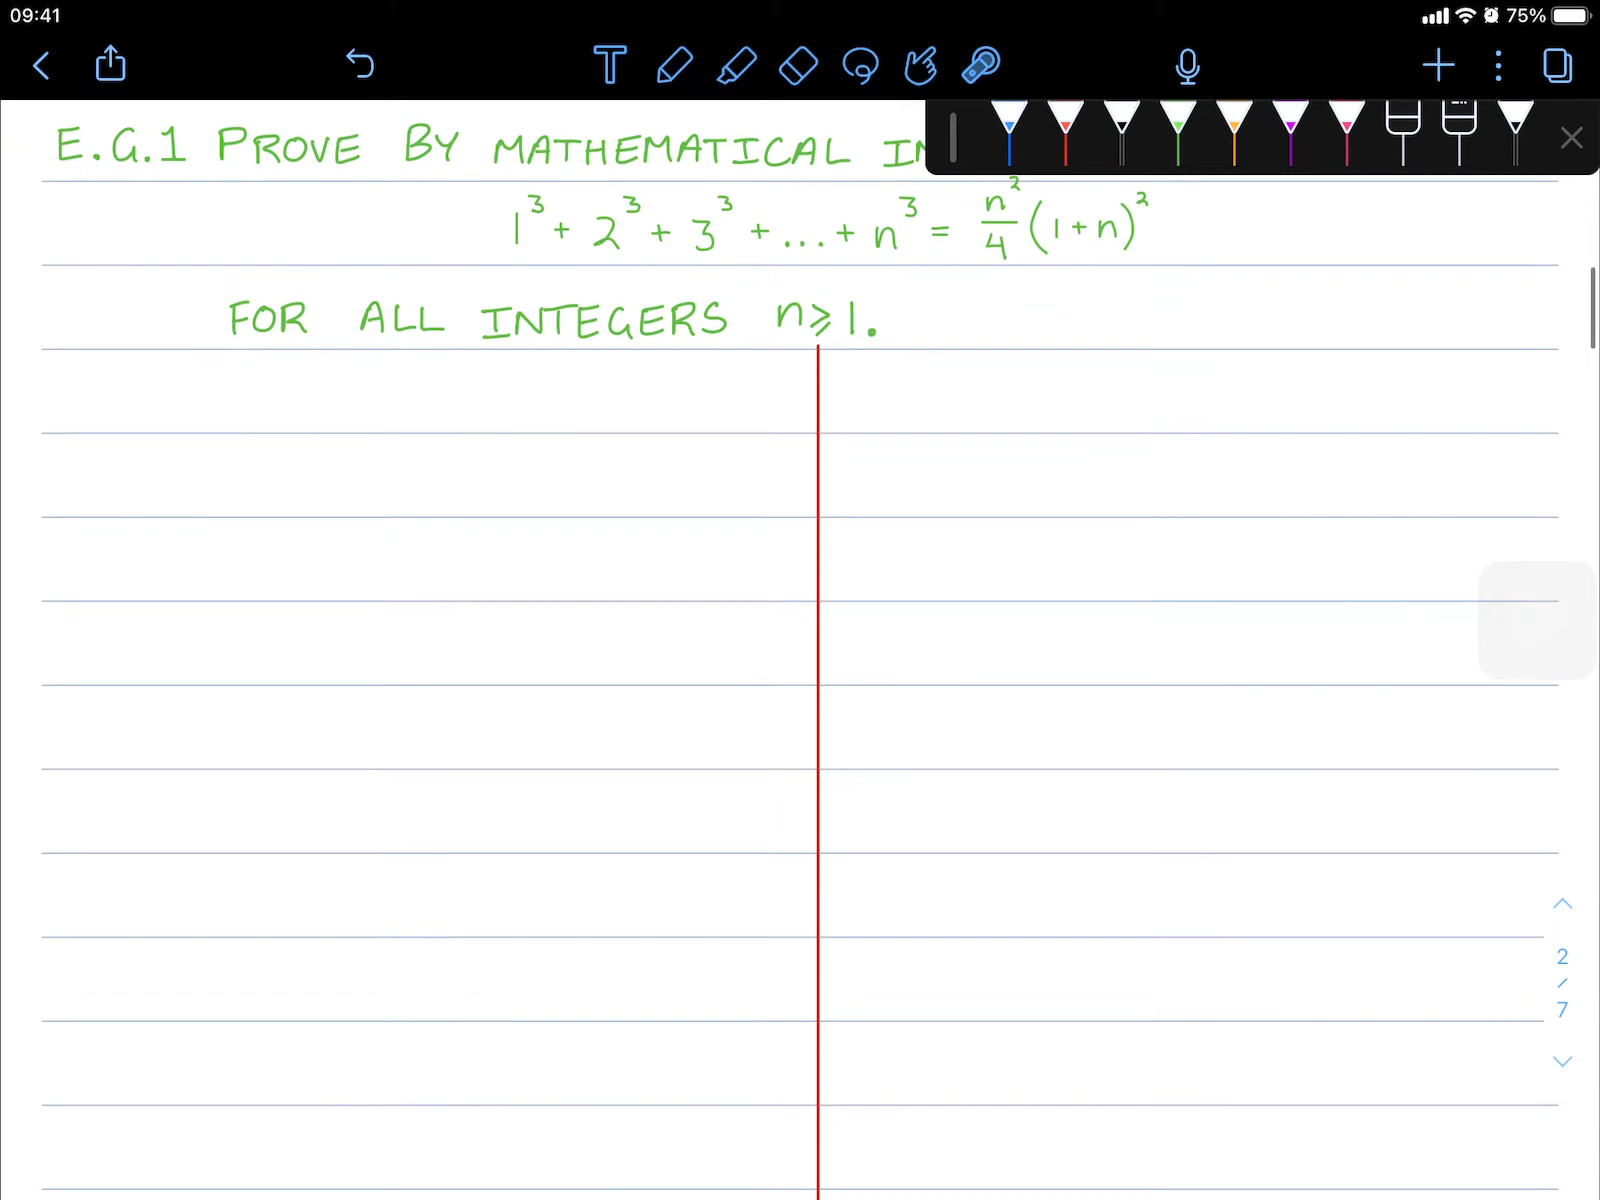 09:41
75%
E.G.1 PROVE BY MATHEMATICAL
1³ + 2³ + 3³ + ... + n³ = n²/4 (1+n)²
FOR ALL INTEGERS n⩾1.
2
/
7